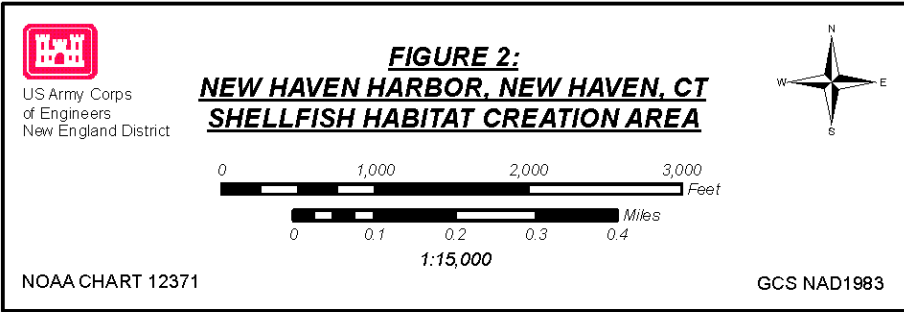 US Army Corps
of Engineers
New England District
FIGURE 2:
NEW HAVEN HARBOR, NEW HAVEN, CT
SHELLFISH HABITAT CREATION AREA
N
W E
S
0 1,000 2,000 3,000
Feet
Miles
0 0.1 0.2 0.3 0.4
1:15,000
NOAA CHART 12371
GCS NAD1983